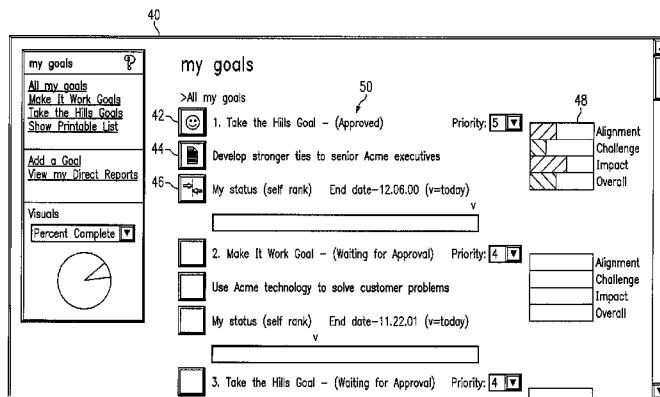 40
my goals ?
All my goals
Make It Work Goals
Take the Hills Goals
Show Printable List
Add a Goal
View my Direct Reports
Visuals
Percent Complete
my goals
>All my goals
50
42
1. Take the Hills Goal – (Approved) Priority: 5
44
Develop stronger ties to senior Acme executives
46
My status (self rank) End date–12.06.00 (v=today)
v
48
Alignment
Challenge
Impact
Overall
2. Make It Work Goal – (Waiting for Approval) Priority: 4
Use Acme technology to solve customer problems
My status (self rank) End date–11.22.01 (v=today)
v
Alignment
Challenge
Impact
Overall
3. Take the Hills Goal – (Waiting for Approval) Priority: 4